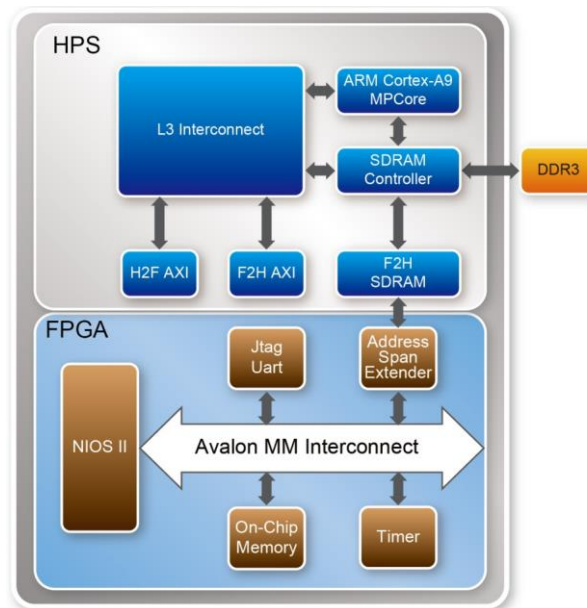 HPS
L3 Interconnect
ARM Cortex-A9
MPCore
SDRAM
Controller
DDR3
H2F AXI
F2H AXI
F2H
SDRAM
FPGA
Jtag
Uart
Address
Span
Extender
NIOS II
Avalon MM Interconnect
On-Chip
Memory
Timer